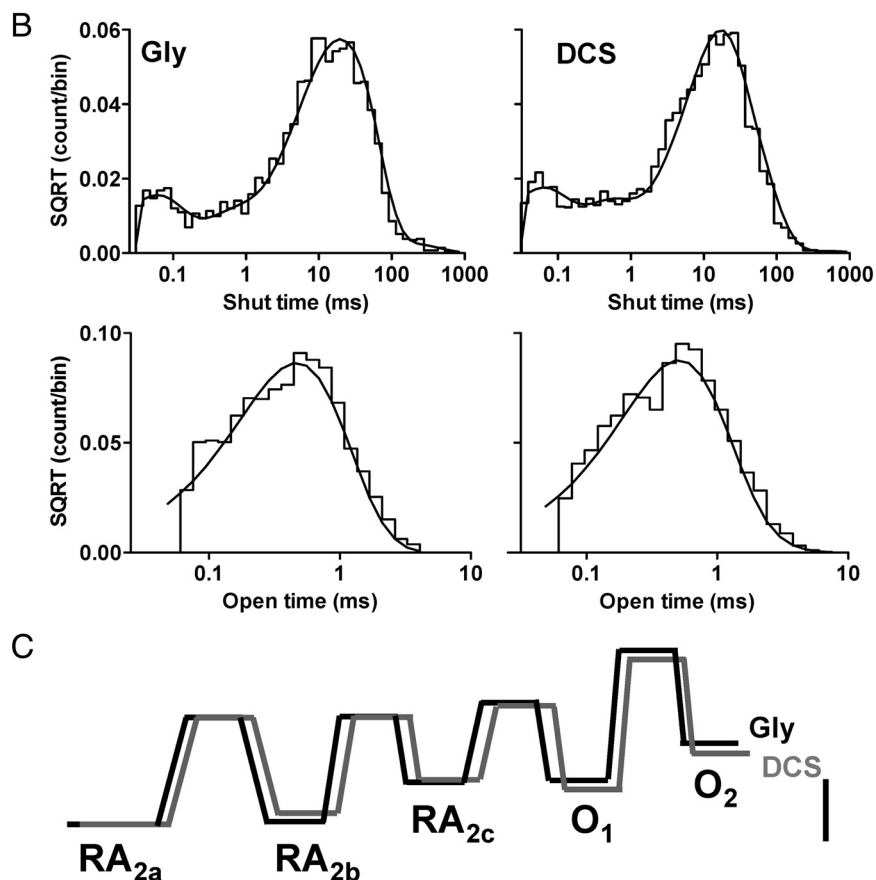 B
Gly
DCS
SQRT (count/bin)
0.06
0.04
0.02
0.00
0.1 1 10 100 1000
0.1 1 10 100 1000
Shut time (ms)
Shut time (ms)
SQRT (count/bin)
0.10
0.05
0.00
0.1 1 10
0.1 1 10
Open time (ms)
Open time (ms)
C
Gly
DCS
O2
RA2c
O1
RA2a
RA2b